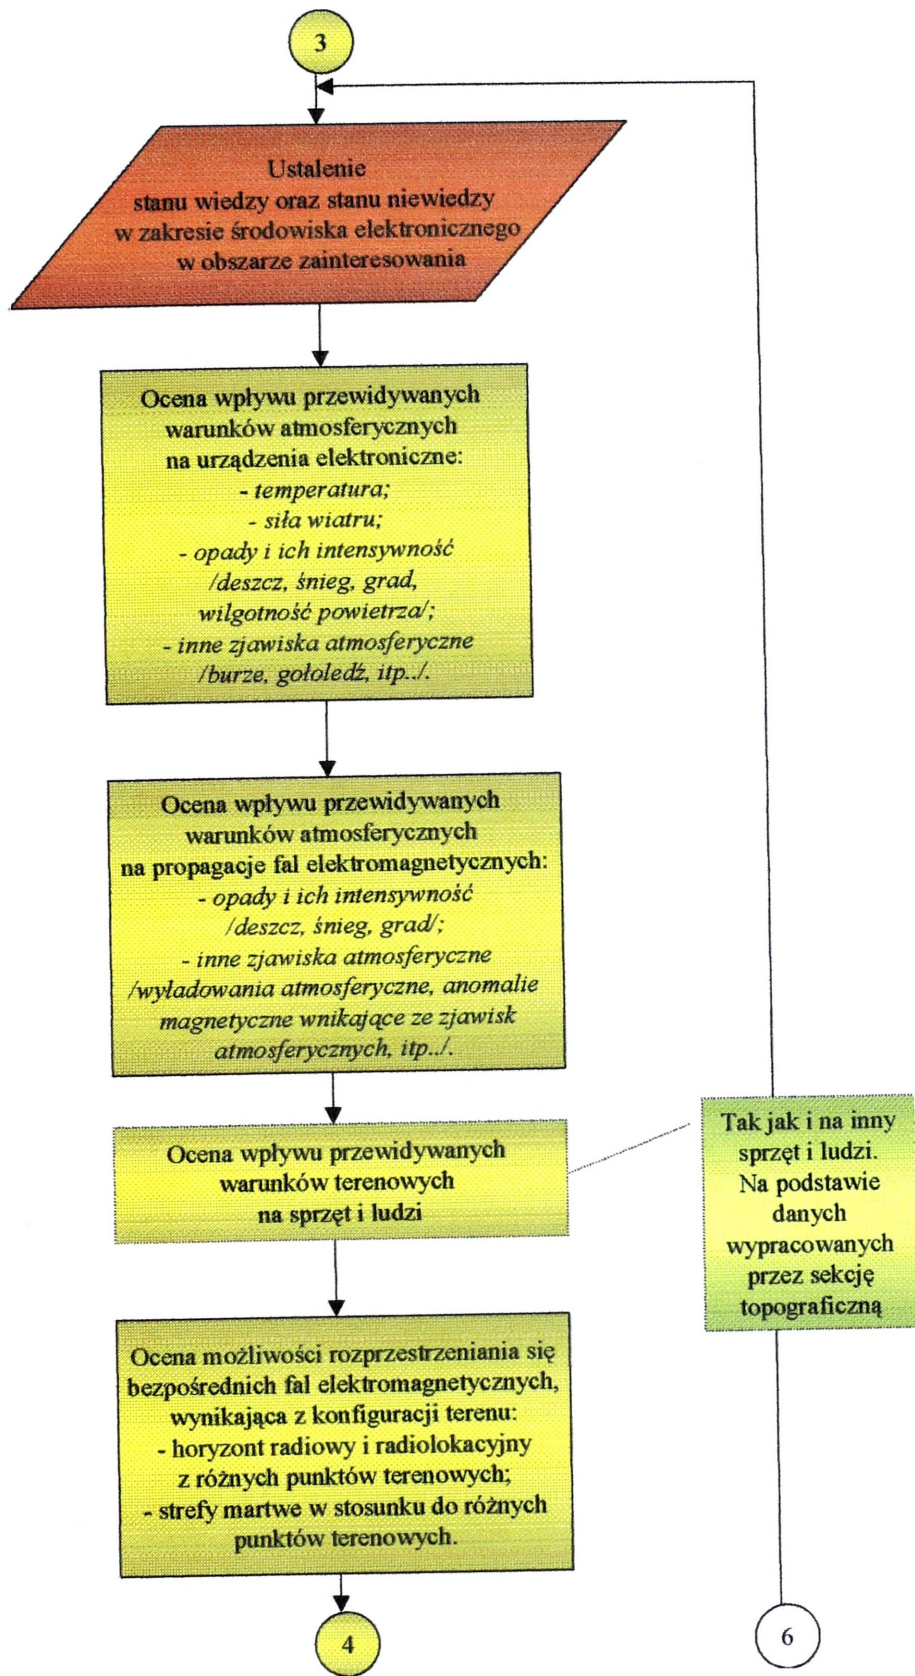 3
Ustalenie
stanu wiedzy oraz stanu niewiedzy
w zakresie środowiska elektronicznego
w obszarze zainteresowania
Ocena wpływu przewidywanych
warunków atmosferycznych
na urządzenia elektroniczne:
- temperatura;
- siła wiatru;
- opady i ich intensywność
/deszcz, śnieg, grad,
wilgotność powietrza/;
- inne zjawiska atmosferyczne
/burze, gołoledź, itp../.
Ocena wpływu przewidywanych
warunków atmosferycznych
na propagacje fal elektromagnetycznych:
- opady i ich intensywność
/deszcz, śnieg, grad/;
- inne zjawiska atmosferyczne
/wyładowania atmosferyczne, anomalie
magnetyczne wnikające ze zjawisk
atmosferycznych, itp../.
Ocena wpływu przewidywanych
warunków terenowych
na sprzęt i ludzi
Tak jak i na inny
sprzęt i ludzi.
Na podstawie
danych
wypracowanych
przez sekcję
topograficzną
Ocena możliwości rozprzestrzeniania się
bezpośrednich fal elektromagnetycznych,
wynikająca z konfiguracji terenu:
- horyzont radiowy i radiolokacyjny
z różnych punktów terenowych;
- strefy martwe w stosunku do różnych
punktów terenowych.
4
6